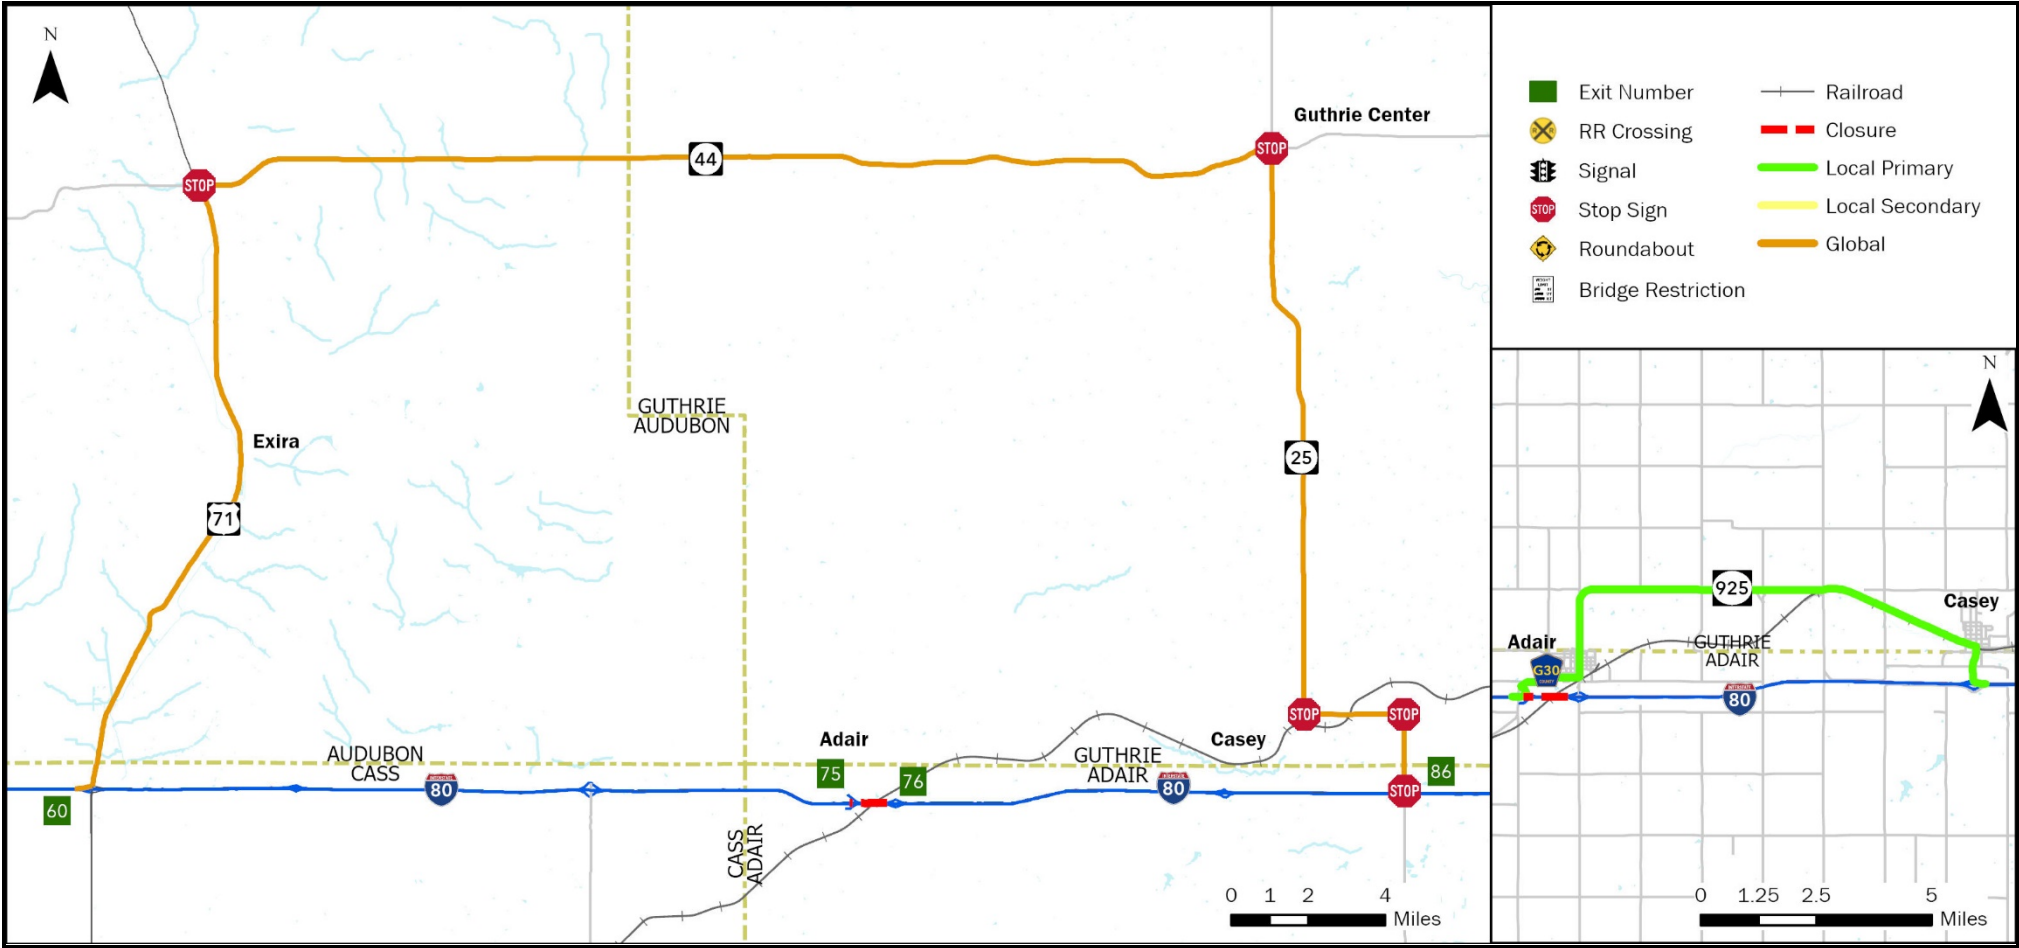 N
Guthrie Center
STOP
STOP
44
GUTHRIE
AUDUBON
Exira
25
71
STOP
STOP
Adair
Casey
AUDUBON
CASS
GUTHRIE
ADAIR
75
76
86
60
80
80
STOP
CASS
ADAIR
0 1 2 4
Miles
Exit Number
RR Crossing
Signal
STOP
Stop Sign
Roundabout
Bridge Restriction
Railroad
Closure
Local Primary
Local Secondary
Global
N
925
Casey
Adair
GUTHRIE
ADAIR
G30
80
0 1.25 2.5 5
Miles